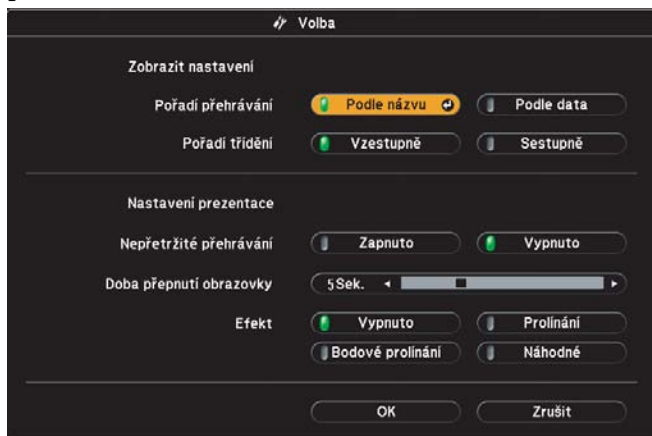 Volba
Zobrazit nastavení
Pořadí přehrávání Podle názvu Podle data
Pořadí třídění Vzestupně Sestupně
Nastavení prezentace
Nepřetržité přehrávání Zapnuto Vypnuto
Doba přepnutí obrazovky 5Sek.
Efekt Vypnuto Prolínání
Bodové prolínání Náhodné
OK Zrušit